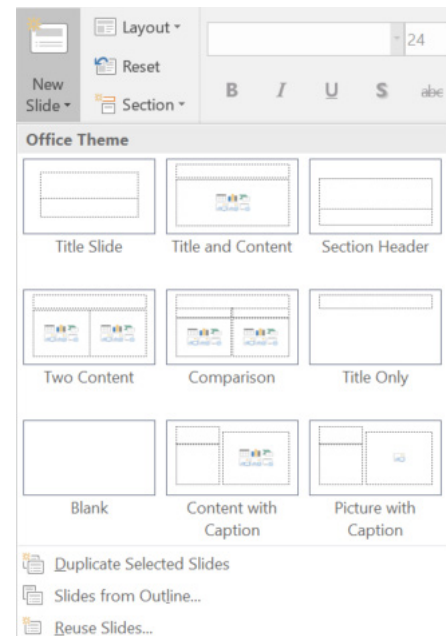 Layout
Reset
New
Slide
Section
24
B I U S abc
Office Theme
Title Slide
Title and Content
Section Header
Two Content
Comparison
Title Only
Blank
Content with
Caption
Picture with
Caption
Duplicate Selected Slides
Slides from Outline...
Reuse Slides...